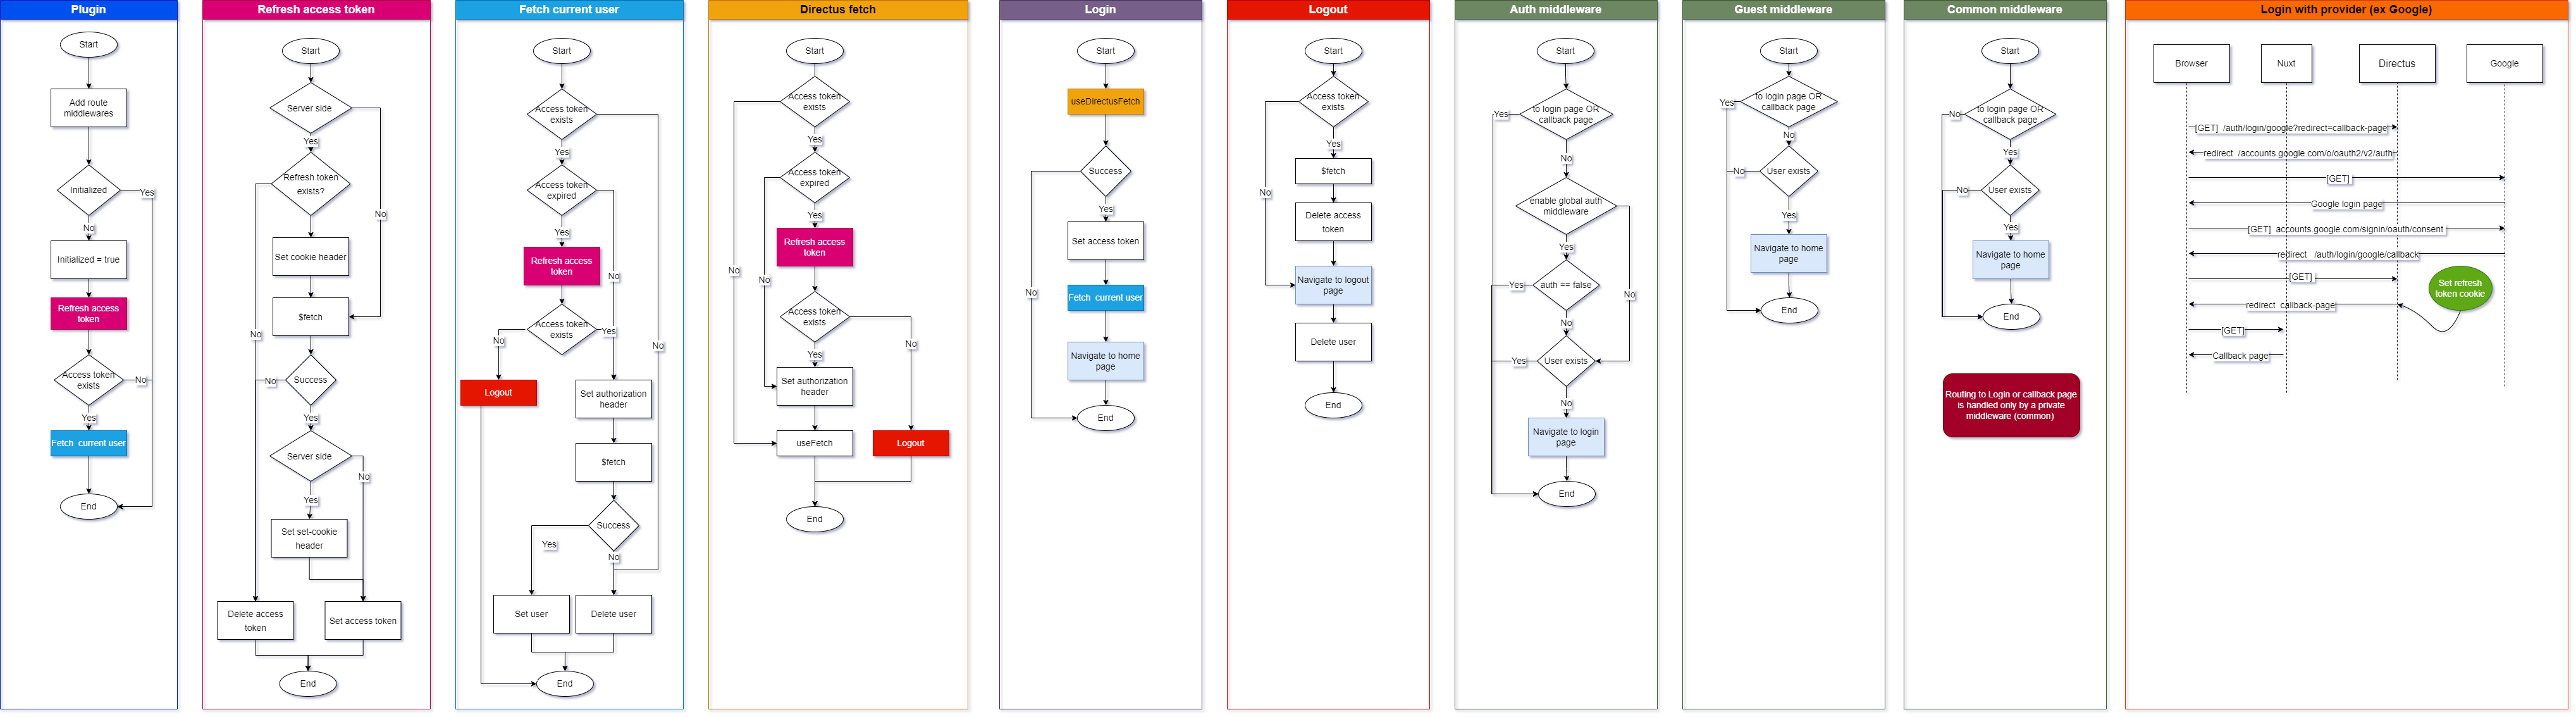 Plugin
Start
Add route
middlewares
Initialized
Yes
No
Initialized = true
Refresh access
token
Access token
exists
No
Yes
Fetch  current user
End
Refresh access token
Start
Server side
Yes
Refresh token
exists?
No
Set cookie header
$fetch
No
Success
No
Yes
Server side
No
Yes
Set set-cookie
header
Delete access
token
Set access token
End
Fetch current user
Start
Access token
exists
Yes
Access token
expired
Yes
Refresh access
token
No
Access token
exists
Yes
No
No
Logout
Set authorization
header
$fetch
Success
Yes
No
Set user
Delete user
End
Directus fetch
Start
Access token
exists
Yes
Access token
expired
Yes
Refresh access
token
No
No
Access token
exists
No
Yes
Set authorization
header
useFetch
Logout
End
Login
Start
useDirectusFetch
Success
Yes
Set access token
No
Fetch  current user
Navigate to home
page
End
Logout
Start
Access token
exists
Yes
$fetch
No
Delete access
token
Navigate to logout
page
Delete user
End
Auth middleware
Start
to login page OR
callback page
Yes
No
enable global auth
middleware
Yes
auth == false
Yes
No
No
User exists
Yes
No
Navigate to login
page
End
Guest middleware
Start
to login page OR
callback page
Yes
No
User exists
No
Yes
Navigate to home
page
End
Common middleware
Start
to login page OR
callback page
No
Yes
User exists
No
Yes
Navigate to home
page
End
Routing to Login or callback page
is handled only by a private
middleware (common)
Login with provider (ex Google)
Browser
Nuxt
Directus
Google
[GET]  /auth/login/google?redirect=callback-page
redirect  /accounts.google.com/o/oauth2/v2/auth
[GET]
Google login page
[GET]  accounts.google.com/signin/oauth/consent
redirect   /auth/login/google/callback
[GET]
Set refresh
token cookie
redirect  callback-page
[GET]
Callback page